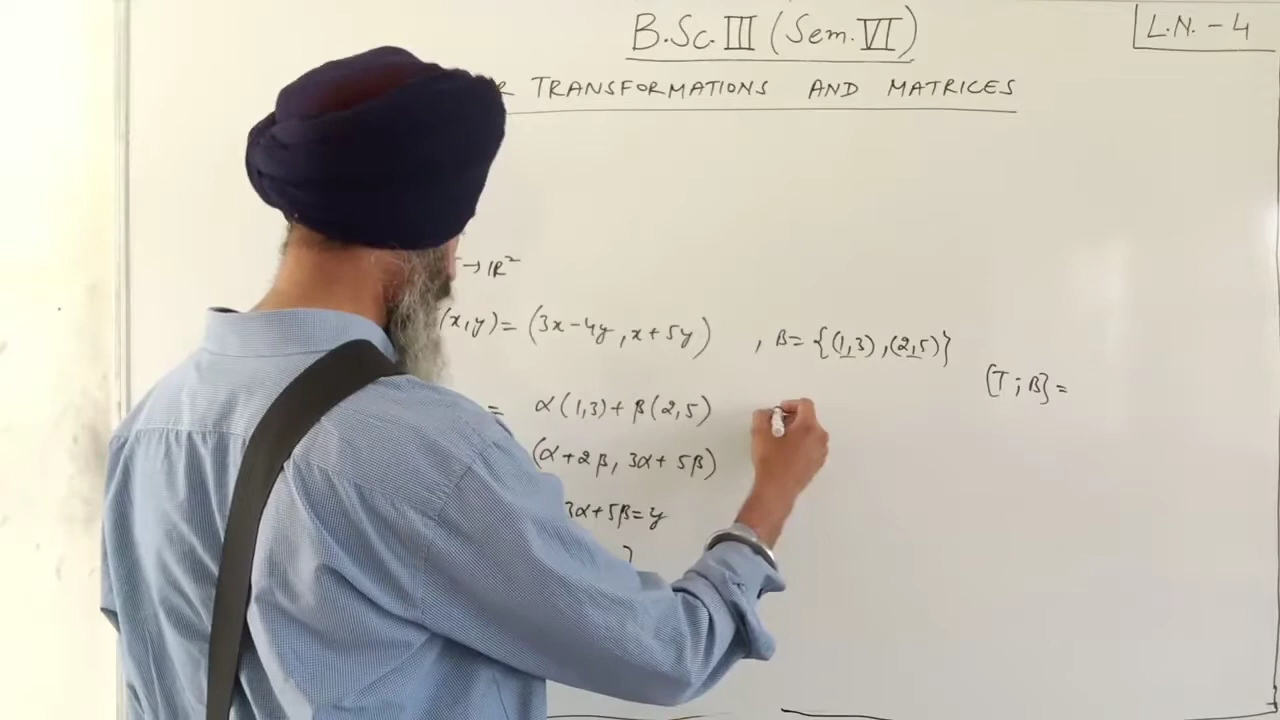 B.Sc. III (Sem. VI)
L.N. - 4
TRANSFORMATIONS AND MATRICES
→ IR²
(x,y) = (3x-4y, x+5y) , B = {(1,3), (2,5)}
[T; B] =
= α(1,3) + β(2,5)
(α+2β, 3α+5β)
3α+5β=y